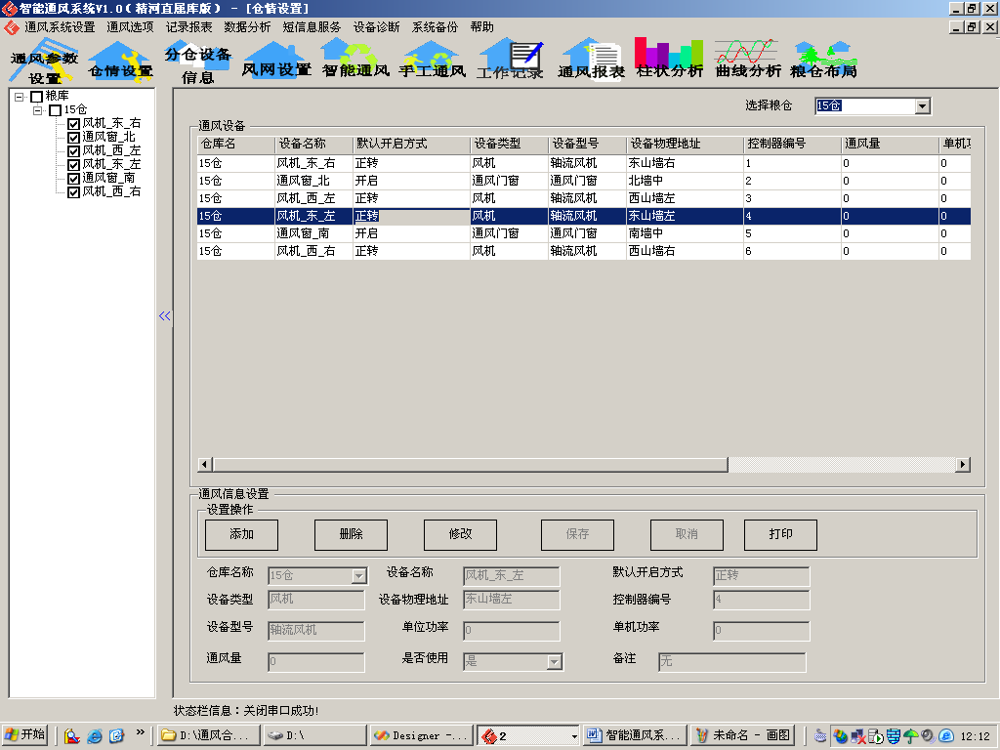 智能通风系统V1.0(精河直属库版) - [仓情设置]
通风系统设置 通风选项 记录报表 数据分析 短信息服务 设备诊断 系统备份 帮助
通风参数设置 仓情设置 分仓设备信息 风网设置 智能通风 手工通风 工作记录 通风报表 柱状分析 曲线分析 粮仓布局
粮库
15仓
风机_东_右
通风窗_北
风机_西_左
风机_东_左
通风窗_南
风机_西_右
选择粮仓 15仓
通风设备
仓库名 设备名称 默认开启方式 设备类型 设备型号 设备物理地址 控制器编号 通风量 单机
15仓 风机_东_右 正转 风机 轴流风机 东山墙右 1 0 0
15仓 通风窗_北 开启 通风门窗 通风门窗 北墙中 2 0 0
15仓 风机_西_左 正转 风机 轴流风机 西山墙左 3 0 0
15仓 风机_东_左 正转 风机 轴流风机 东山墙左 4 0 0
15仓 通风窗_南 开启 通风门窗 通风门窗 南墙中 5 0 0
15仓 风机_西_右 正转 风机 轴流风机 西山墙右 6 0 0
«
通风信息设置
设置操作
添加 删除 修改 保存 取消 打印
仓库名称 15仓 设备名称 风机_东_左 默认开启方式 正转
设备类型 风机 设备物理地址 东山墙左 控制器编号 4
设备型号 轴流风机 单位功率 0 单机功率 0
通风量 0 是否使用 是 备注 无
状态栏信息：关闭串口成功!
开始 » D:\通风合... D:\ Designer -... 2 智能通风系... 未命名 - 画图 12:12